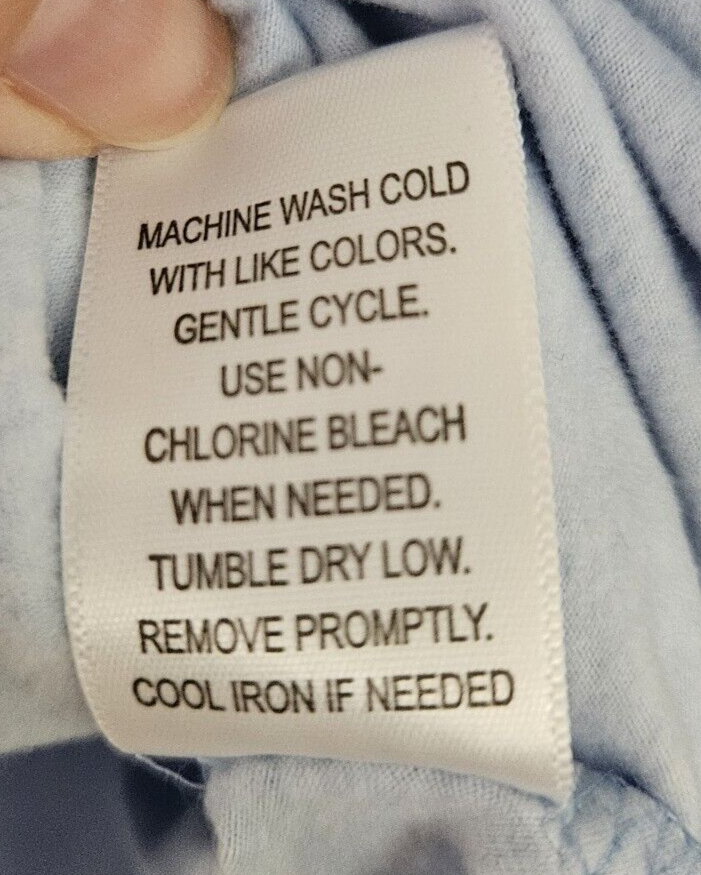 MACHINE WASH COLD
WITH LIKE COLORS.
GENTLE CYCLE.
USE NON-
CHLORINE BLEACH
WHEN NEEDED.
TUMBLE DRY LOW.
REMOVE PROMPTLY.
COOL IRON IF NEEDED